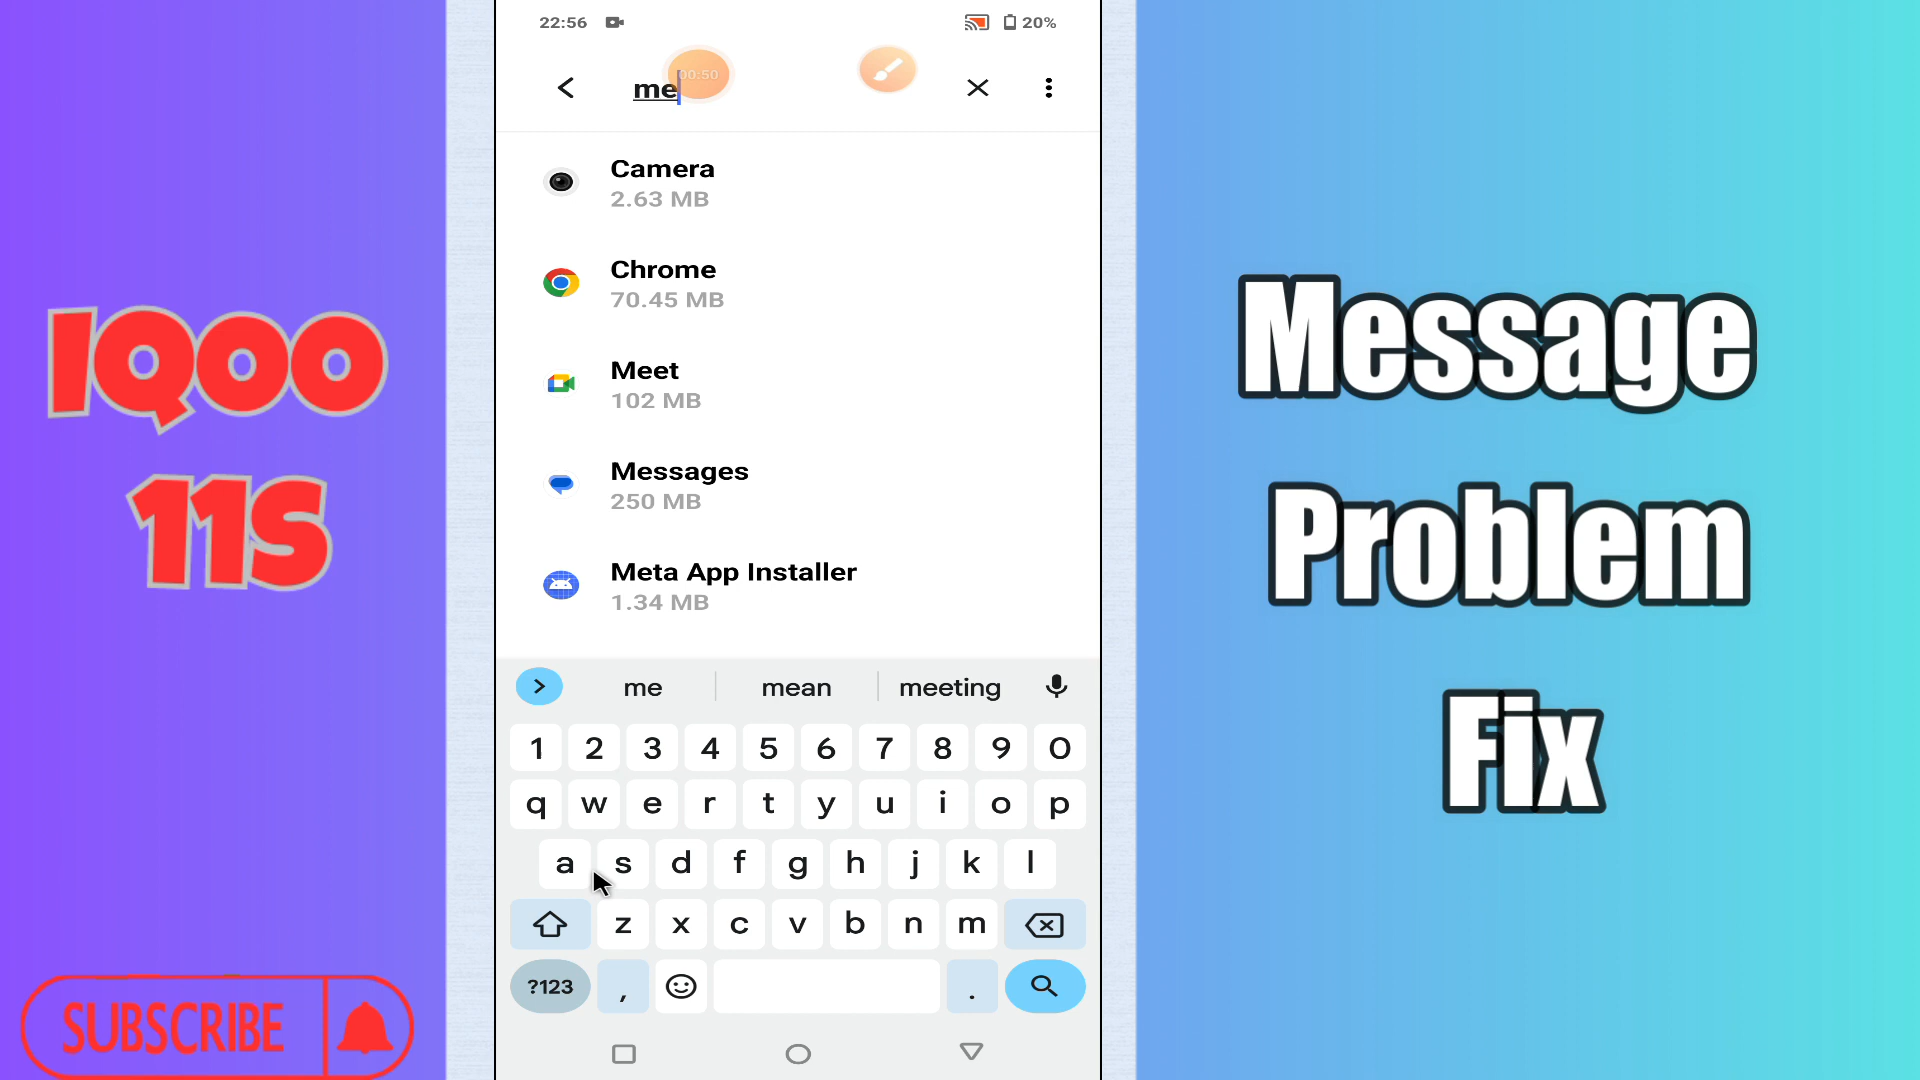 IQOO
11S
SUBSCRIBE
22:56
20%
me
00:50
Camera
2.63 MB
Chrome
70.45 MB
Meet
102 MB
Messages
250 MB
Meta App Installer
1.34 MB
me mean meeting
1 2 3 4 5 6 7 8 9 0
q w e r t y u i o p
a s d f g h j k l
z x c v b n m
?123 , .
Message
Problem
Fix